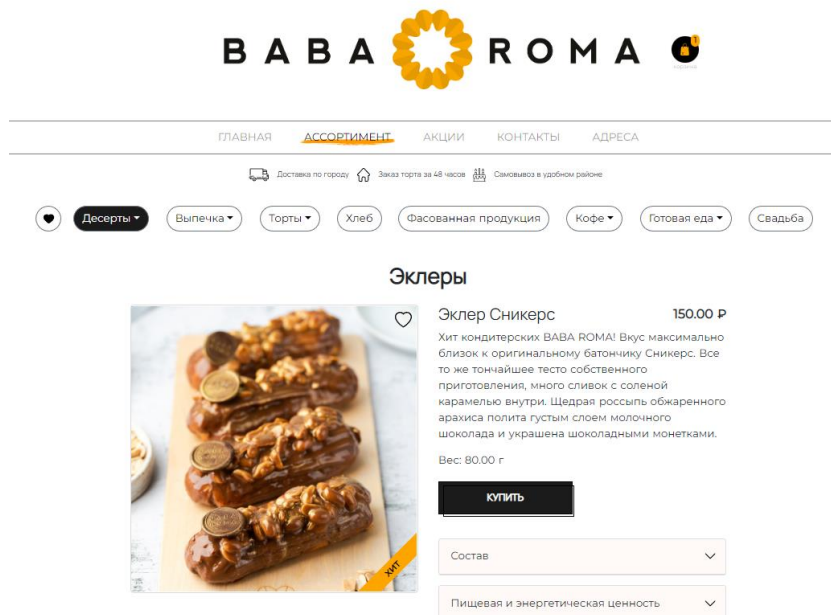 BABA ROMA
1
корзина
ГЛАВНАЯ АССОРТИМЕНТ АКЦИИ КОНТАКТЫ АДРЕСА
Доставка по городу Заказ торта за 48 часов Самовывоз в удобном районе
Десерты Выпечка Торты Хлеб Фасованная продукция Кофе Готовая еда Свадьба
Эклеры
Эклер Сникерс 150.00 ₽
Хит кондитерских BABA ROMA! Вкус максимально
близок к оригинальному батончику Сникерс. Все
то же тончайшее тесто собственного
приготовления, много сливок с соленой
карамелью внутри. Щедрая россыпь обжаренного
арахиса полита густым слоем молочного
шоколада и украшена шоколадными монетками.
Вес: 80.00 г
КУПИТЬ
ХИТ
Состав
Пищевая и энергетическая ценность